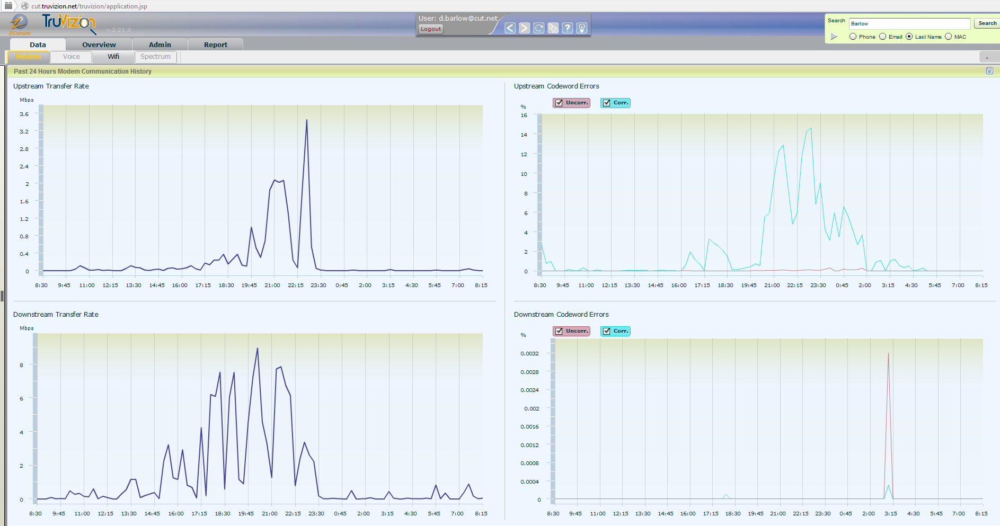 cut.truvizion.net/truvizion/application.jsp
ZCorum
TruVizion
v.2.21.3
User: d.barlow@cut.net
Logout
Search
Barlow
Search
Phone Email Last Name MAC
Data Overview Admin Report
Modem Voice Wifi Spectrum
-
Past 24 Hours Modem Communication History
Upstream Transfer Rate
Mbps
3.6
3.2
2.8
2.4
2
1.6
1.2
0.8
0.4
0
8:30 9:45 11:00 12:15 13:30 14:45 16:00 17:15 18:30 19:45 21:00 22:15 23:30 0:45 2:00 3:15 4:30 5:45 7:00 8:15
Upstream Codeword Errors
Uncorr. Corr.
%
16
14
12
10
8
6
4
2
0
8:30 9:45 11:00 12:15 13:30 14:45 16:00 17:15 18:30 19:45 21:00 22:15 23:30 0:45 2:00 3:15 4:30 5:45 7:00 8:15
Downstream Transfer Rate
Mbps
8
6
4
2
0
8:30 9:45 11:00 12:15 13:30 14:45 16:00 17:15 18:30 19:45 21:00 22:15 23:30 0:45 2:00 3:15 4:30 5:45 7:00 8:15
Downstream Codeword Errors
Uncorr. Corr.
%
0.0032
0.0028
0.0024
0.002
0.0016
0.0012
0.0008
0.0004
0
8:30 9:45 11:00 12:15 13:30 14:45 16:00 17:15 18:30 19:45 21:00 22:15 23:30 0:45 2:00 3:15 4:30 5:45 7:00 8:15